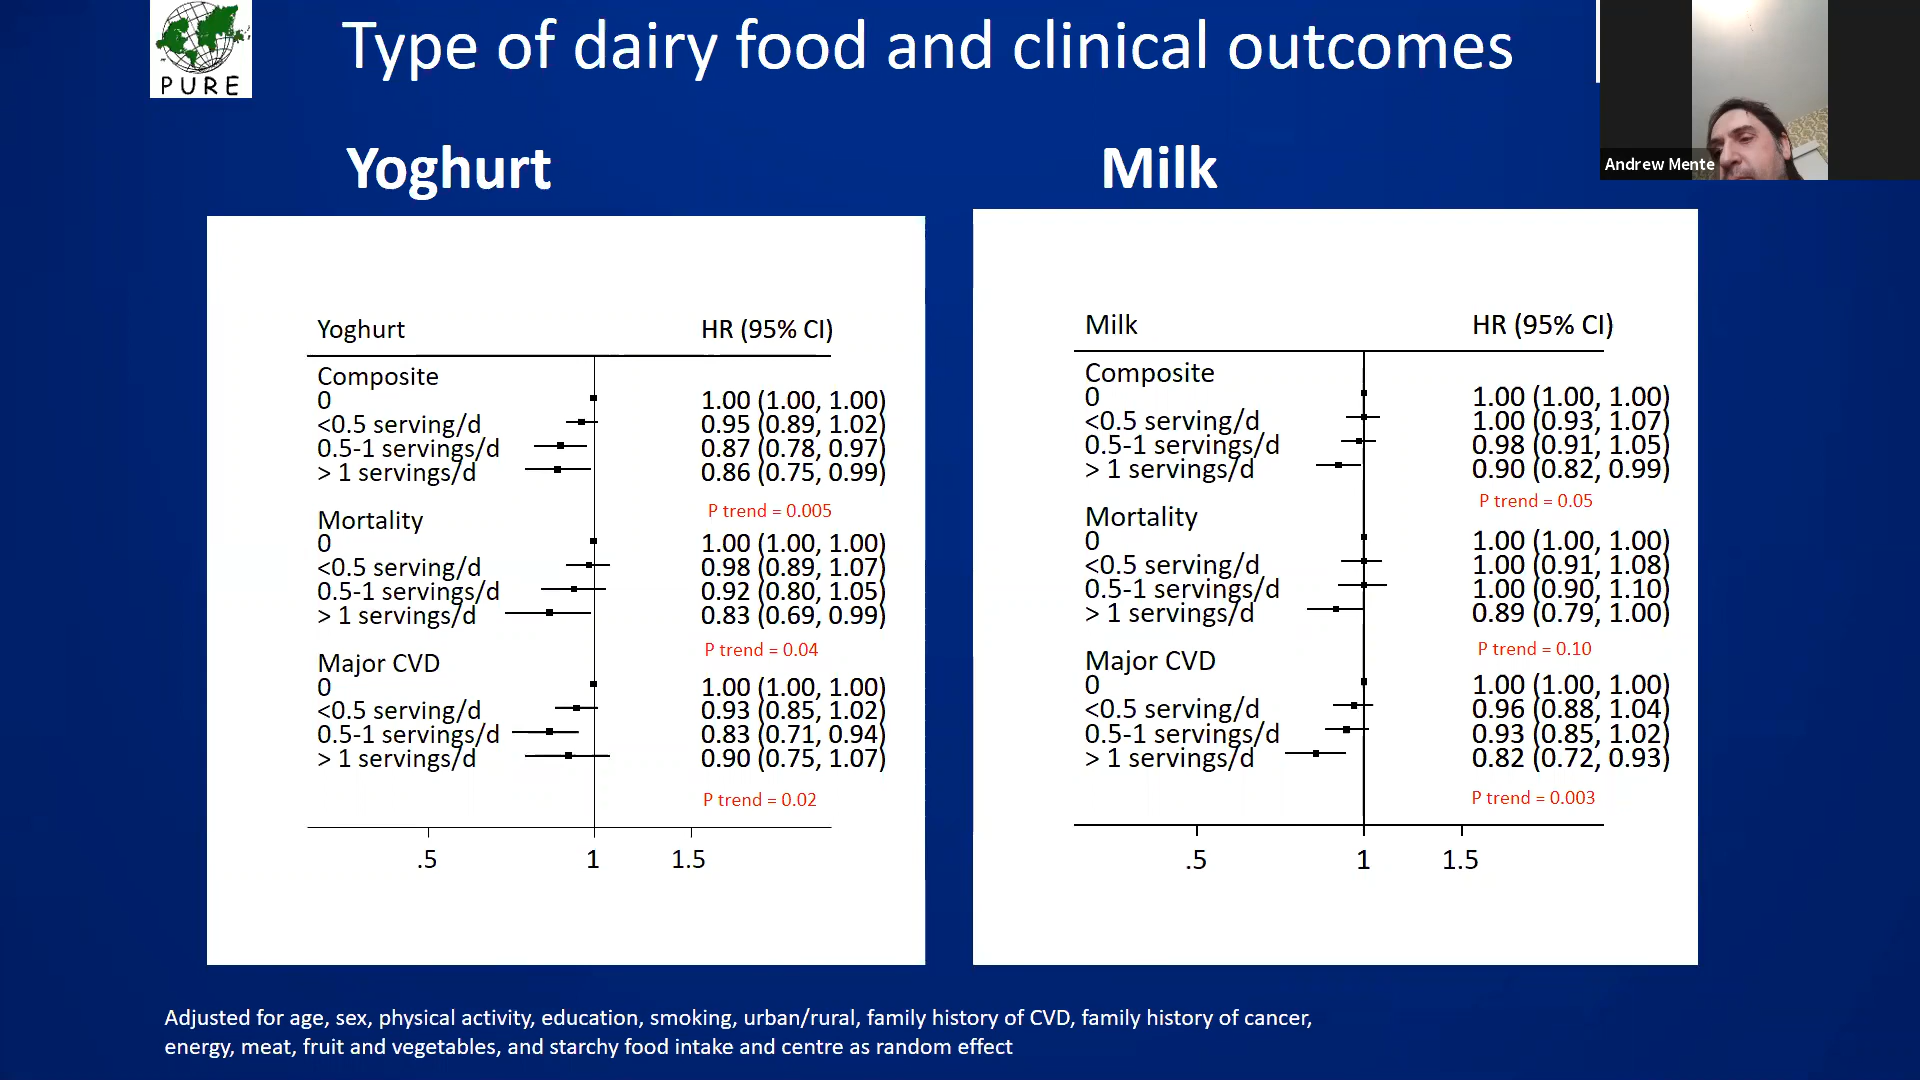 PURE
Type of dairy food and clinical outcomes
Andrew Mente
Yoghurt
Yoghurt HR (95% CI)
Composite
0 1.00 (1.00, 1.00)
<0.5 serving/d 0.95 (0.89, 1.02)
0.5-1 servings/d 0.87 (0.78, 0.97)
> 1 servings/d 0.86 (0.75, 0.99)
P trend = 0.005
Mortality
0 1.00 (1.00, 1.00)
<0.5 serving/d 0.98 (0.89, 1.07)
0.5-1 servings/d 0.92 (0.80, 1.05)
> 1 servings/d 0.83 (0.69, 0.99)
P trend = 0.04
Major CVD
0 1.00 (1.00, 1.00)
<0.5 serving/d 0.93 (0.85, 1.02)
0.5-1 servings/d 0.83 (0.71, 0.94)
> 1 servings/d 0.90 (0.75, 1.07)
P trend = 0.02
.5 1 1.5
Milk
Milk HR (95% CI)
Composite
0 1.00 (1.00, 1.00)
<0.5 serving/d 1.00 (0.93, 1.07)
0.5-1 servings/d 0.98 (0.91, 1.05)
> 1 servings/d 0.90 (0.82, 0.99)
P trend = 0.05
Mortality
0 1.00 (1.00, 1.00)
<0.5 serving/d 1.00 (0.91, 1.08)
0.5-1 servings/d 1.00 (0.90, 1.10)
> 1 servings/d 0.89 (0.79, 1.00)
P trend = 0.10
Major CVD
0 1.00 (1.00, 1.00)
<0.5 serving/d 0.96 (0.88, 1.04)
0.5-1 servings/d 0.93 (0.85, 1.02)
> 1 servings/d 0.82 (0.72, 0.93)
P trend = 0.003
.5 1 1.5
Adjusted for age, sex, physical activity, education, smoking, urban/rural, family history of CVD, family history of cancer,
energy, meat, fruit and vegetables, and starchy food intake and centre as random effect